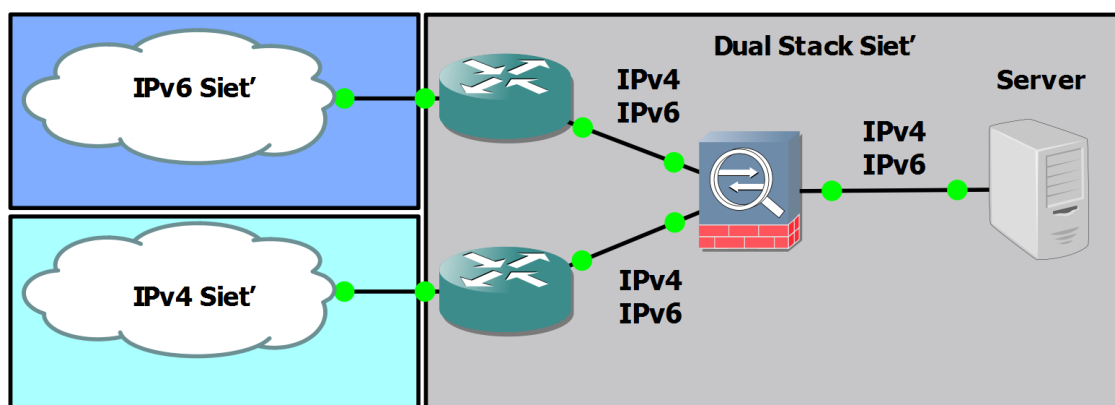 IPv6 Siet'
Dual Stack Siet'
IPv4
IPv6
Server
IPv4
IPv6
IPv4 Siet'
IPv4
IPv6